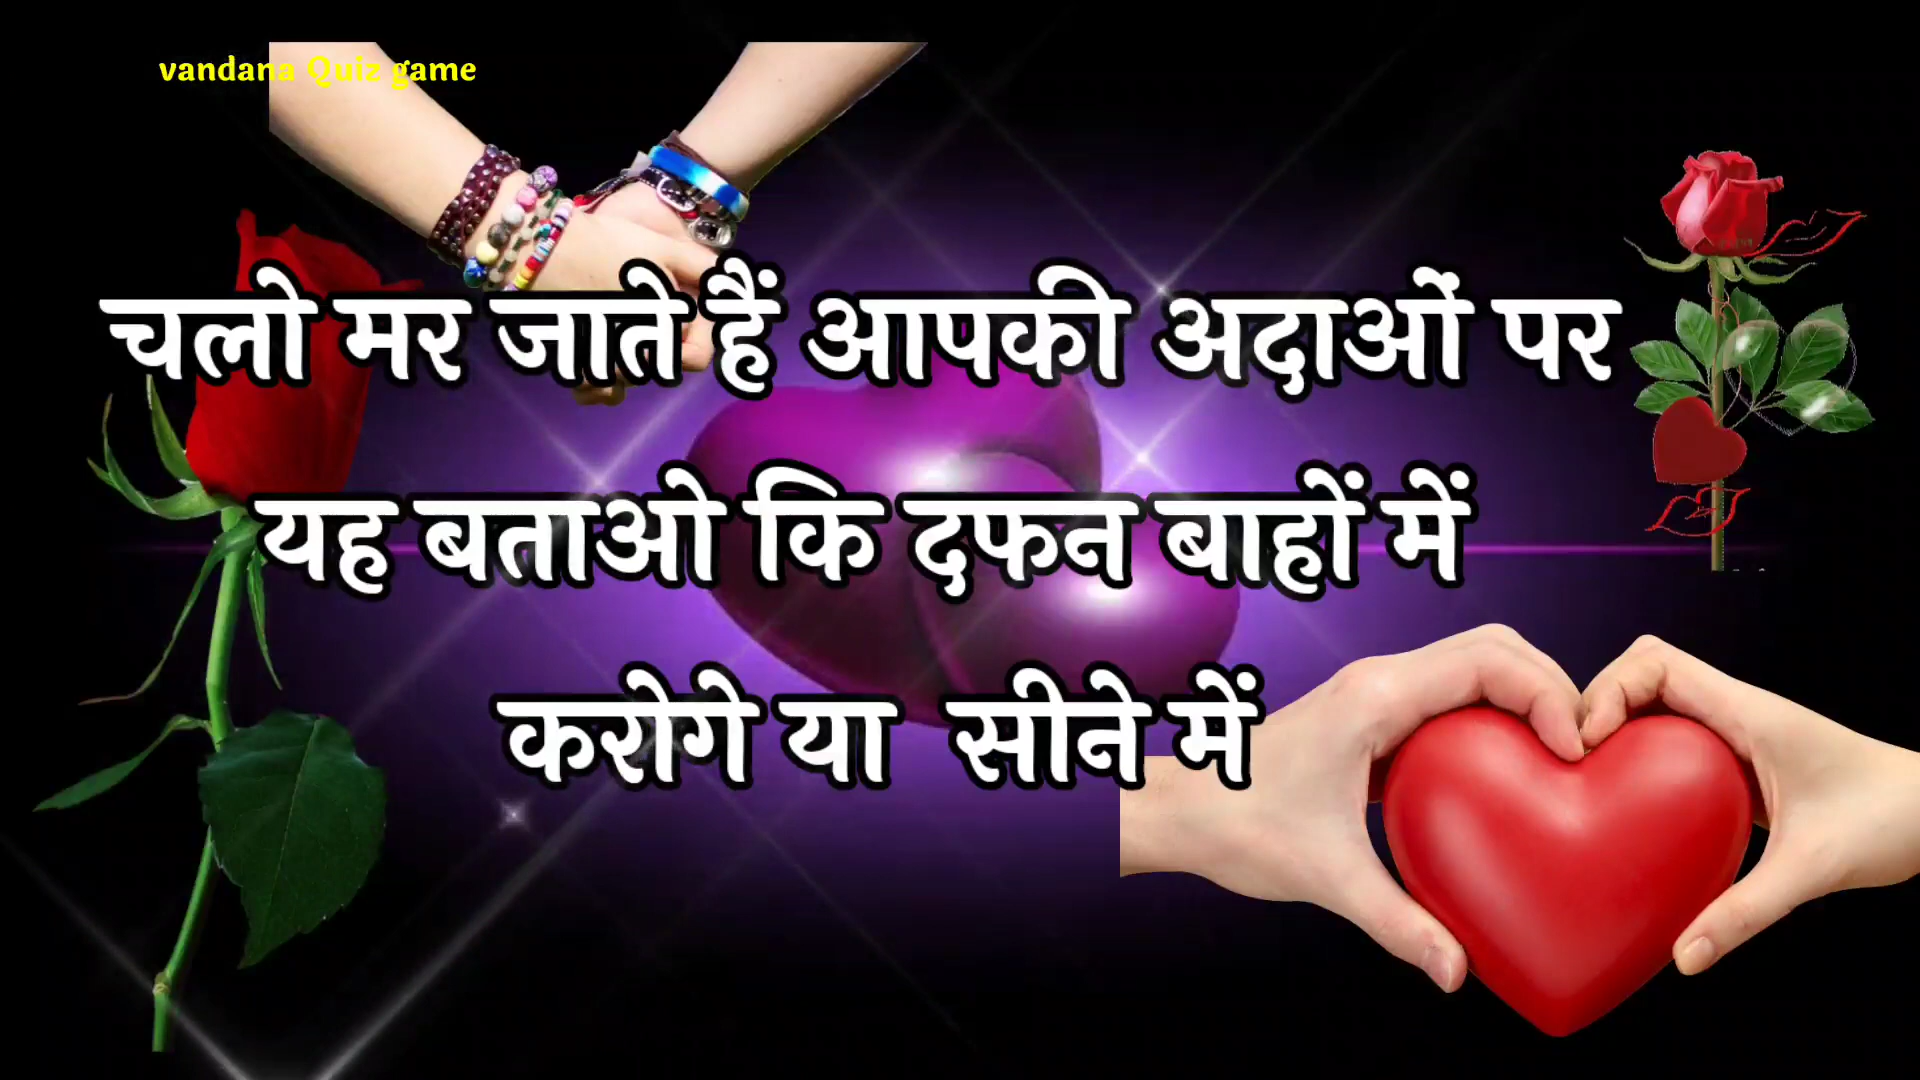 vandana Quiz game
चलो मर जाते हैं आपकी अदाओं पर
यह बताओ कि दफन बाहों में
करोगे या सीने में